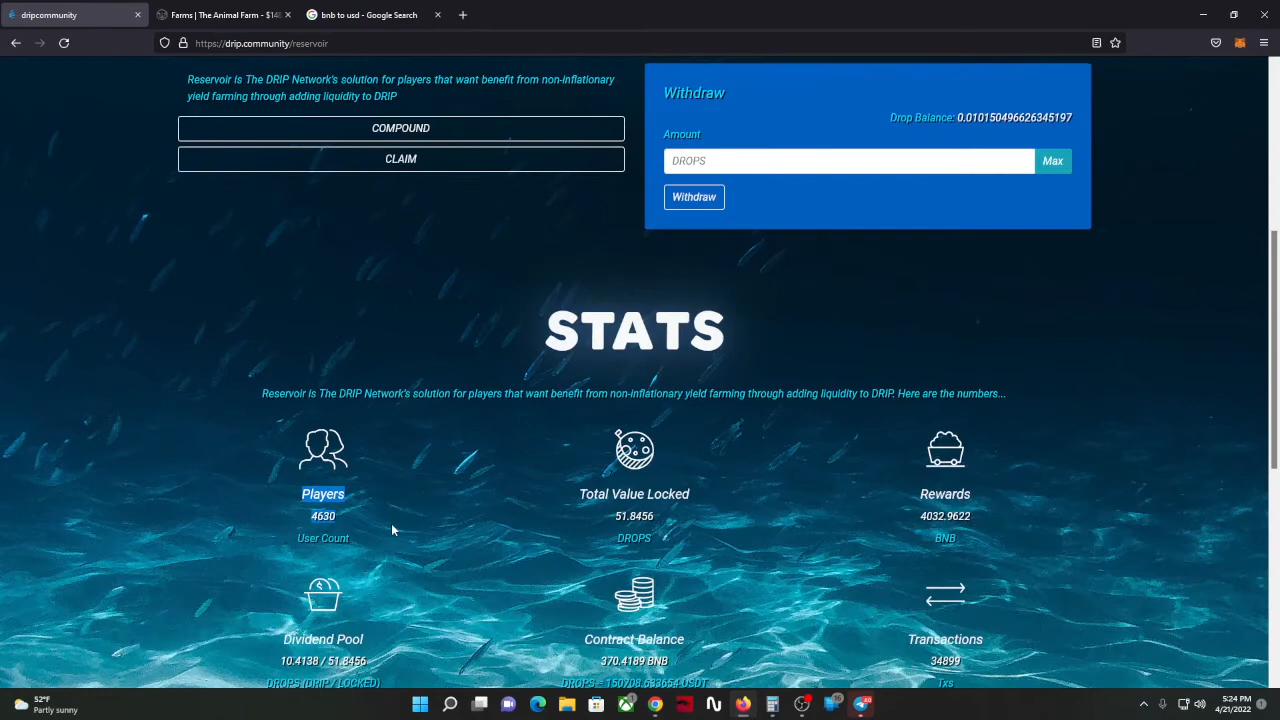 dripcommunity
Farms | The Animal Farm - $14
bnb to usd - Google Search
https://drip.community/reservoir
Reservoir is The DRIP Network's solution for players that want benefit from non-inflationary
yield farming through adding liquidity to DRIP
COMPOUND
CLAIM
Withdraw
Drop Balance: 0.010150496626345197
Amount
DROPS
Max
Withdraw
STATS
Reservoir is The DRIP Network's solution for players that want benefit from non-inflationary yield farming through adding liquidity to DRIP. Here are the numbers...
Players
4630
User Count
Total Value Locked
51.8456
DROPS
Rewards
4032.9622
BNB
Dividend Pool
10.4138 / 51.8456
DROPS (DRIP / LOCKED)
Contract Balance
370.4189 BNB
DROPS = 150708.533654 USDT
Transactions
34899
Txs
52°F
Partly sunny
5:24 PM
4/21/2022